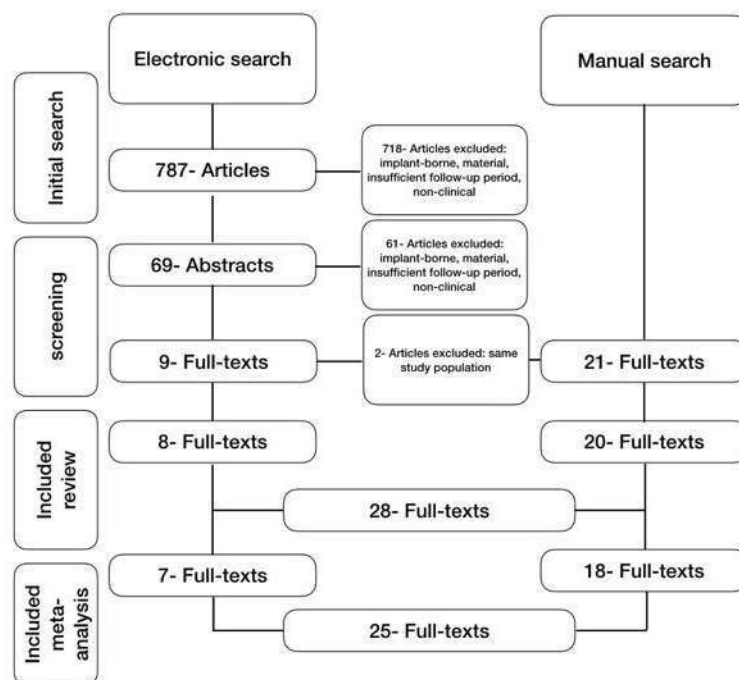 Electronic search
Manual search
Initial search
787- Articles
718- Articles excluded:
implant-borne, material,
insufficient follow-up period,
non-clinical
screening
69- Abstracts
61- Articles excluded:
implant-borne, material,
insufficient follow-up period,
non-clinical
9- Full-texts
2- Articles excluded: same
study population
21- Full-texts
Included
review
8- Full-texts
20- Full-texts
28- Full-texts
Included
meta-
analysis
7- Full-texts
18- Full-texts
25- Full-texts